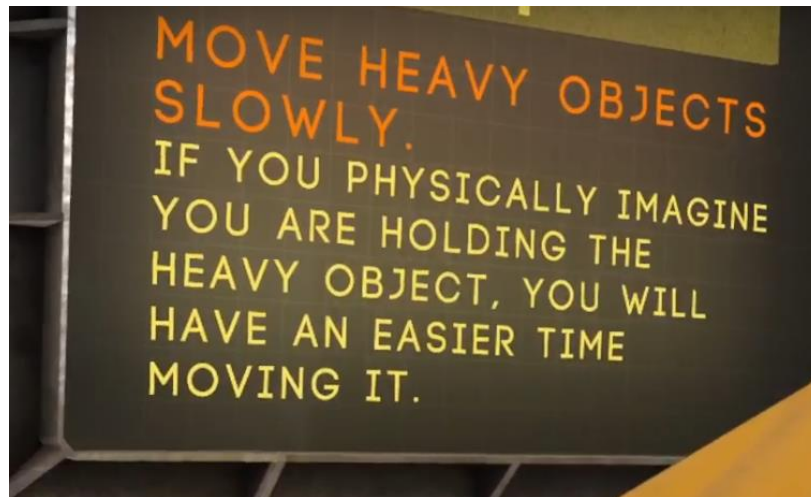 MOVE HEAVY OBJECTS
SLOWLY.
IF YOU PHYSICALLY IMAGINE
YOU ARE HOLDING THE
HEAVY OBJECT, YOU WILL
HAVE AN EASIER TIME
MOVING IT.